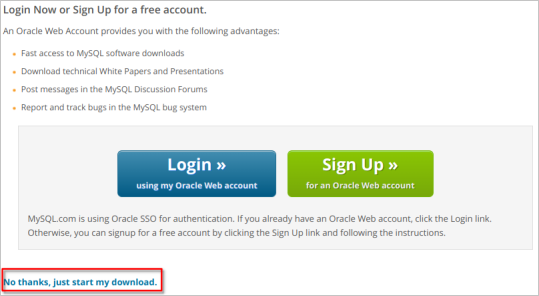 Login Now or Sign Up for a free account.
An Oracle Web Account provides you with the following advantages:
Fast access to MySQL software downloads
Download technical White Papers and Presentations
Post messages in the MySQL Discussion Forums
Report and track bugs in the MySQL bug system
Login »
using my Oracle Web account
Sign Up »
for an Oracle Web account
MySQL.com is using Oracle SSO for authentication. If you already have an Oracle Web account, click the Login link.
Otherwise, you can signup for a free account by clicking the Sign Up link and following the instructions.
No thanks, just start my download.